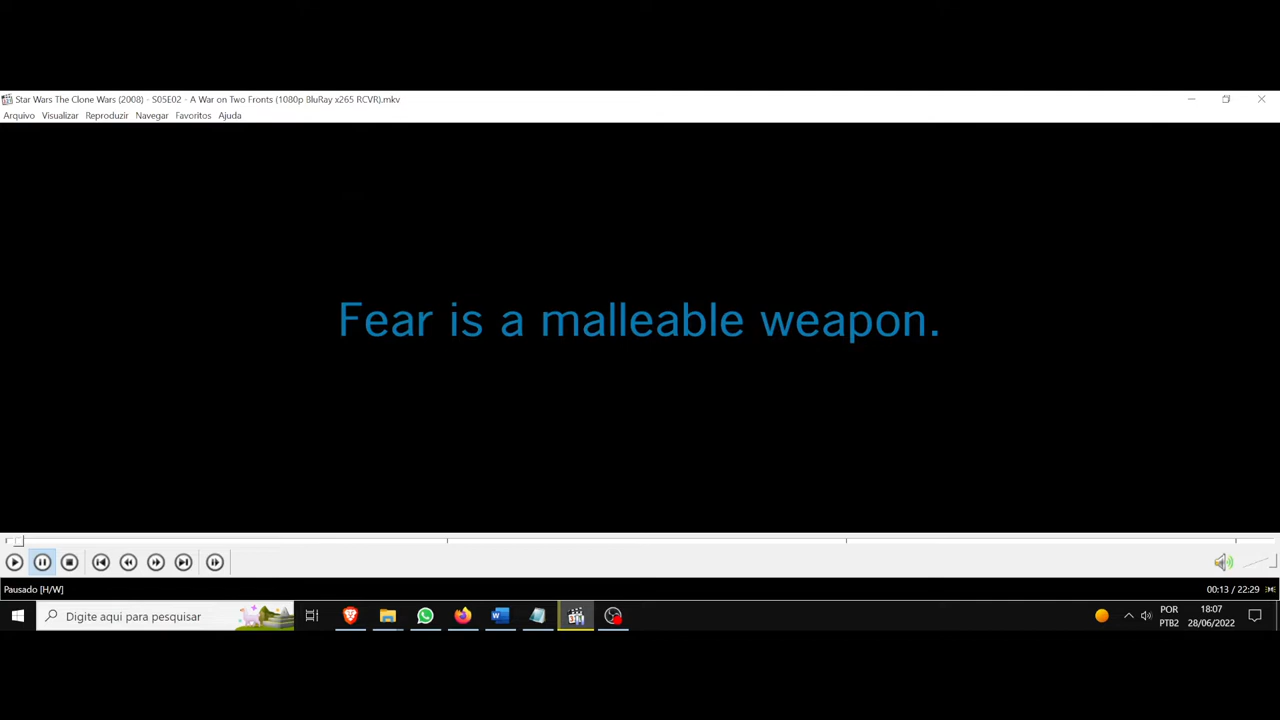 Star Wars The Clone Wars (2008) - S05E02 - A War on Two Fronts (1080p BluRay x265 RCVR).mkv
Arquivo Visualizar Reproduzir Navegar Favoritos Ajuda
Fear is a malleable weapon.
Pausado [H/W] 00:13 / 22:29
Digite aqui para pesquisar POR 18:07
PTB2 28/06/2022